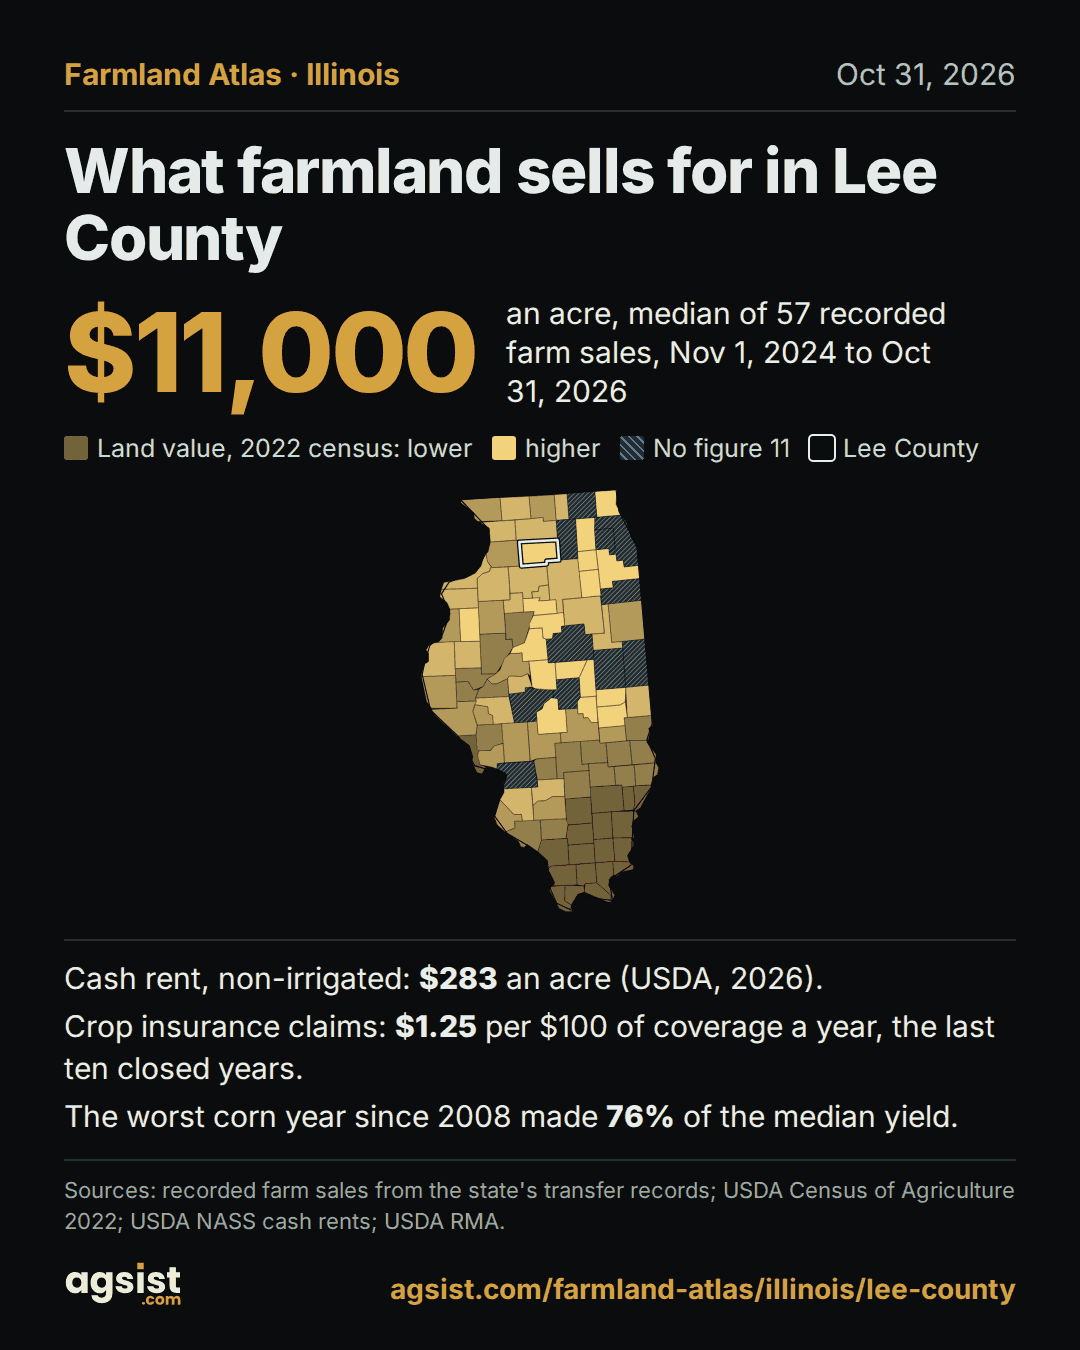 Farmland Atlas · Illinois
Oct 31, 2026
What farmland sells for in Lee
County
$11,000
an acre, median of 57 recorded
farm sales, Nov 1, 2024 to Oct
31, 2026
Land value, 2022 census: lower
higher
No figure 11
Lee County
Cash rent, non-irrigated: $283 an acre (USDA, 2026).
Crop insurance claims: $1.25 per $100 of coverage a year, the last
ten closed years.
The worst corn year since 2008 made 76% of the median yield.
Sources: recorded farm sales from the state's transfer records; USDA Census of Agriculture
2022; USDA NASS cash rents; USDA RMA.
agsist
.com
agsist.com/farmland-atlas/illinois/lee-county